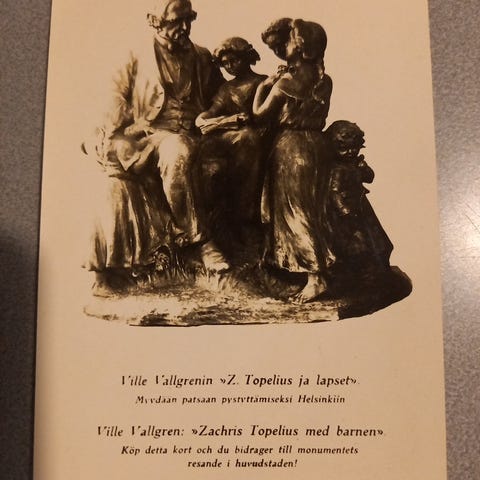 Ville Vallgrenin »Z. Topelius ja lapset».
Myydään patsaan pystyttämiseksi Helsinkiin
Ville Vallgren: »Zachris Topelius med barnen».
Köp detta kort och du bidrager till monumentets
resande i huvudstaden!